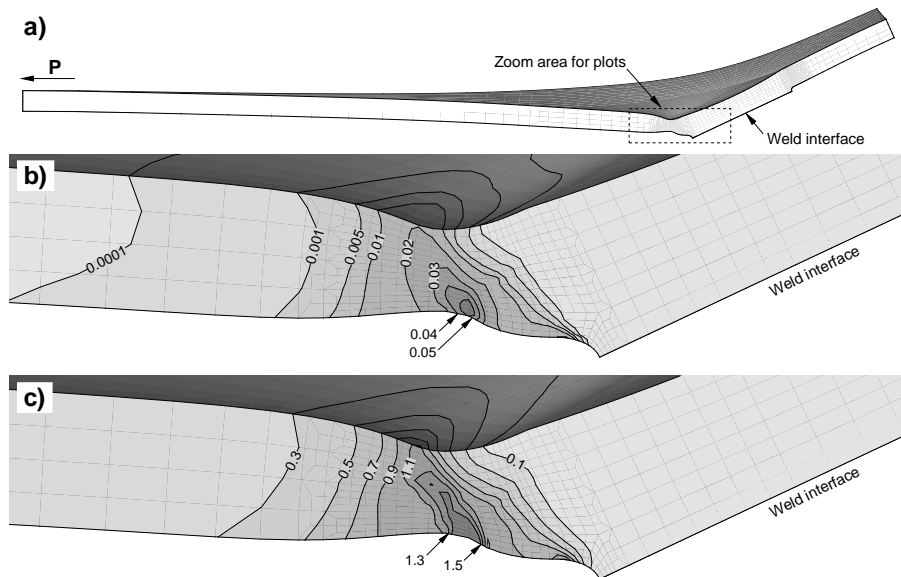 a)
P
Zoom area for plots
Weld interface
b)
0.0001
0.001
0.005
0.01
0.02
0.03
0.04
0.05
Weld interface
c)
0.3
0.5
0.7
0.9
1.1
0.1
1.3
1.5
Weld interface